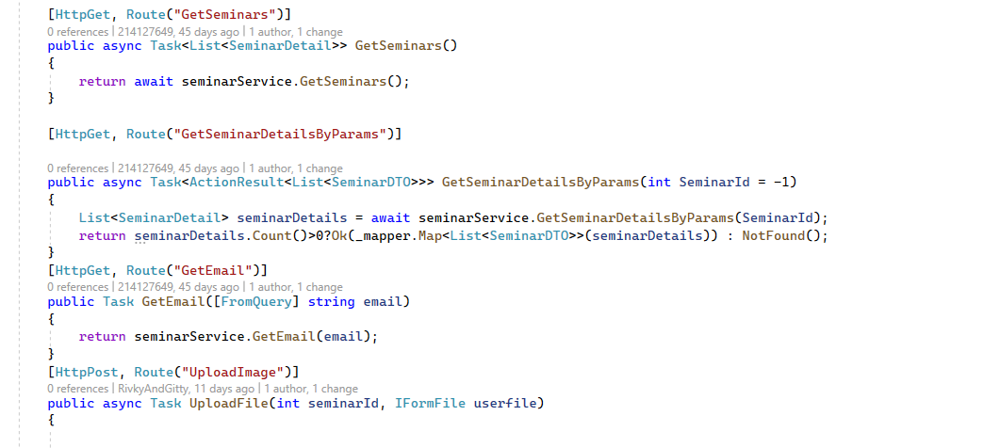 [HttpGet, Route("GetSeminars")]
0 references | 214127649, 45 days ago | 1 author, 1 change
public async Task<List<SeminarDetail>> GetSeminars()
{
return await seminarService.GetSeminars();
}
[HttpGet, Route("GetSeminarDetailsByParams")]
0 references | 214127649, 45 days ago | 1 author, 1 change
public async Task<ActionResult<List<SeminarDTO>>> GetSeminarDetailsByParams(int SeminarId = -1)
{
List<SeminarDetail> seminarDetails = await seminarService.GetSeminarDetailsByParams(SeminarId);
return seminarDetails.Count()>0?Ok(_mapper.Map<List<SeminarDTO>>(seminarDetails)) : NotFound();
}
[HttpGet, Route("GetEmail")]
0 references | 214127649, 45 days ago | 1 author, 1 change
public Task GetEmail([FromQuery] string email)
{
return seminarService.GetEmail(email);
}
[HttpPost, Route("UploadImage")]
0 references | RivkyAndGitty, 11 days ago | 1 author, 1 change
public async Task UploadFile(int seminarId, IFormFile userfile)
{